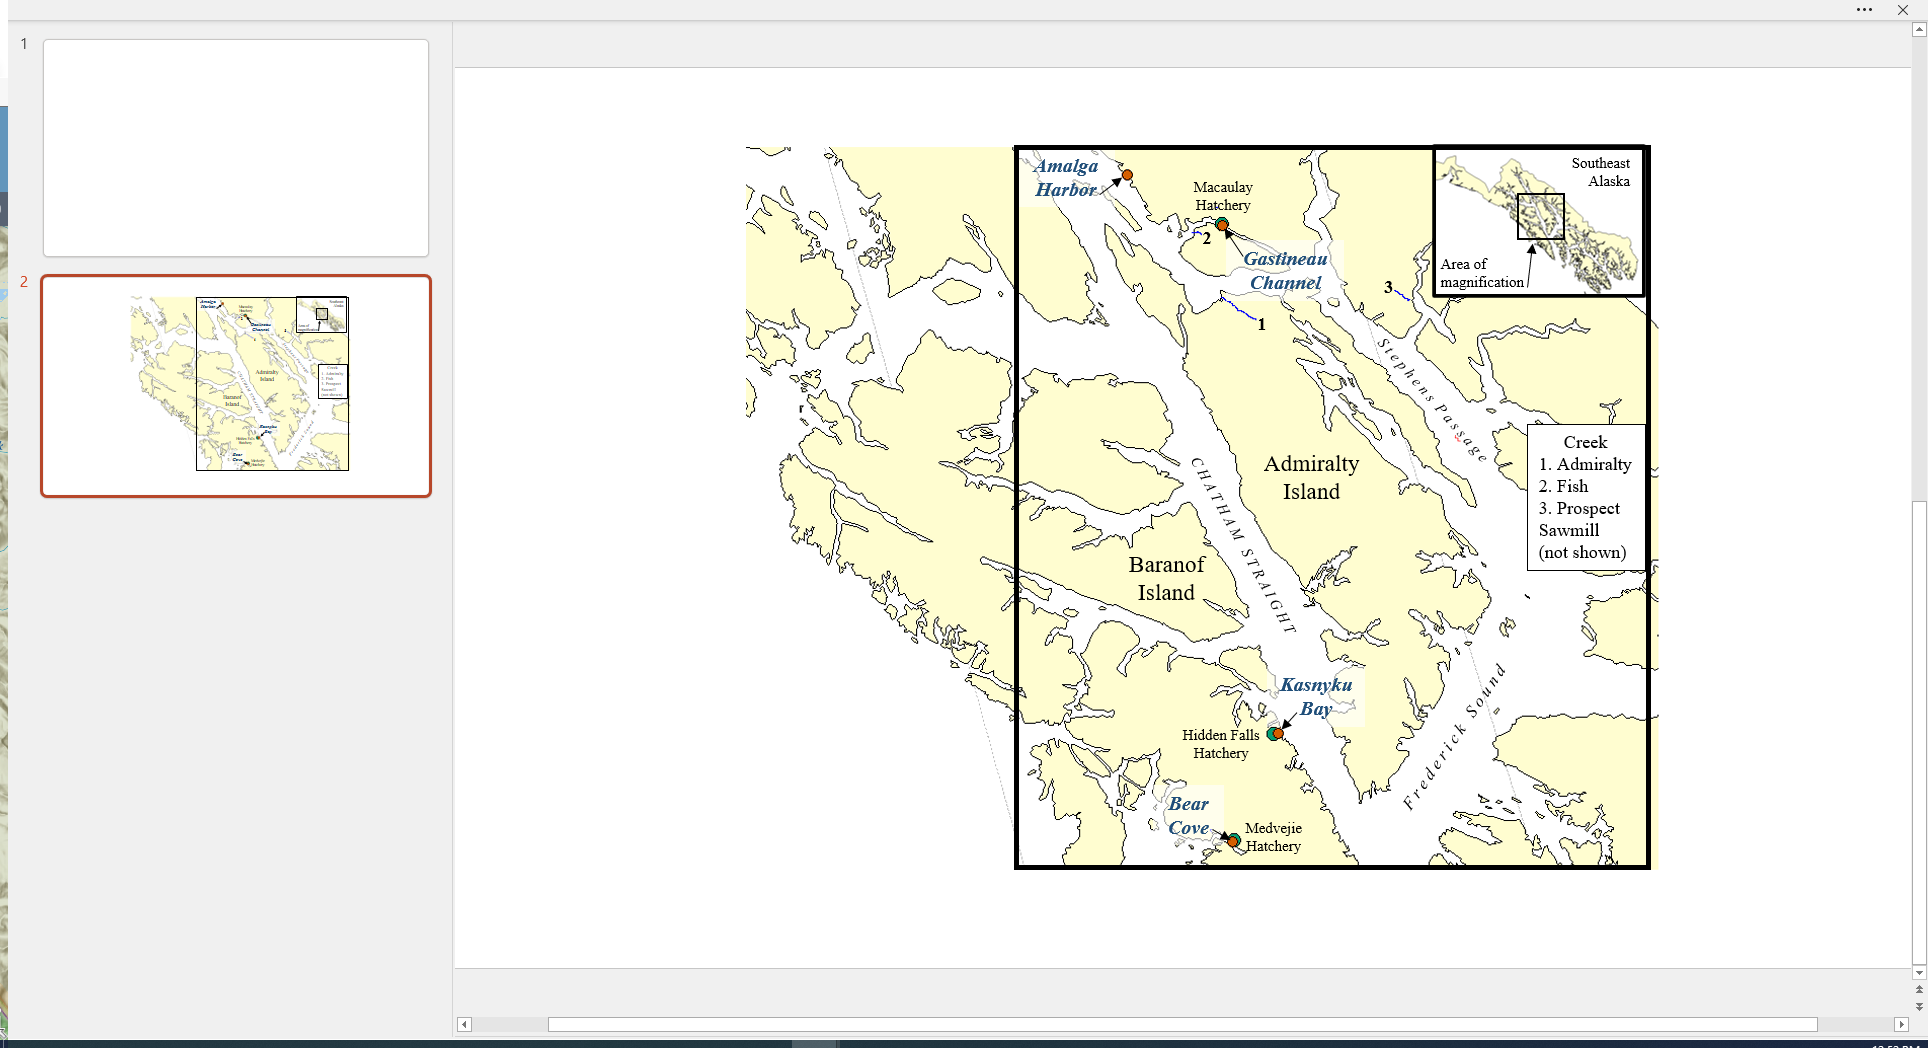 1
2
Amalga
Harbor
Macaulay
Hatchery
2
Gastineau
Channel
3
1
Southeast
Alaska
Area of
magnification
Stephens Passage
r
CHATHAM STRAIGHT
Admiralty
Island
Creek
1. Admiralty
2. Fish
3. Prospect
Sawmill
(not shown)
Baranof
Island
Kasnyku
Bay
Hidden Falls
Hatchery
Frederick Sound
Bear
Cove
Medvejie
Hatchery